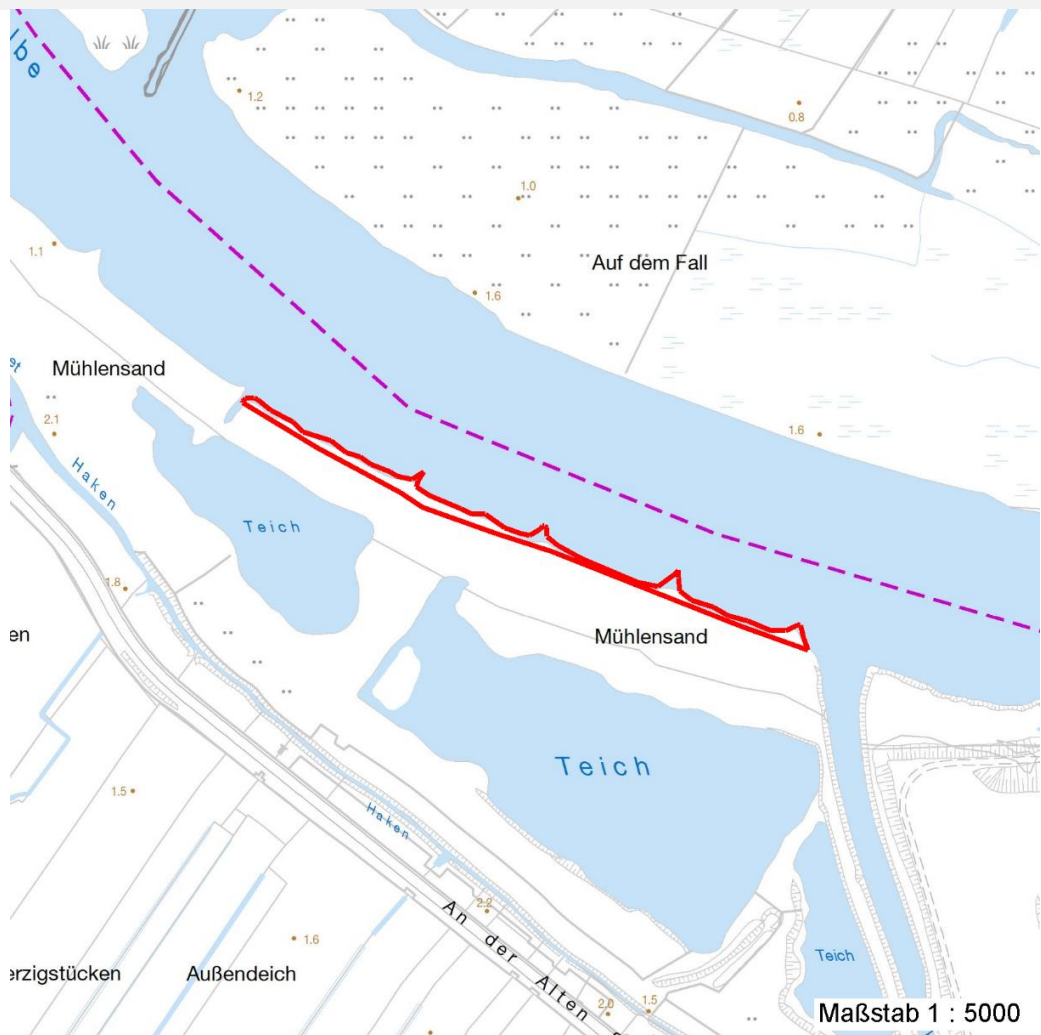 lbe
1.2
0.8
1.0
1.1
Auf dem Fall
1.6
Mühlensand
et
2.1
1.6
Haken
Teich
1.8
en
Mühlensand
Teich
1.5
Haken
2.2
An der Alten
1.6
Teich
erzigstücken
Außendeich
2.0
1.5
Maßstab 1 : 5000